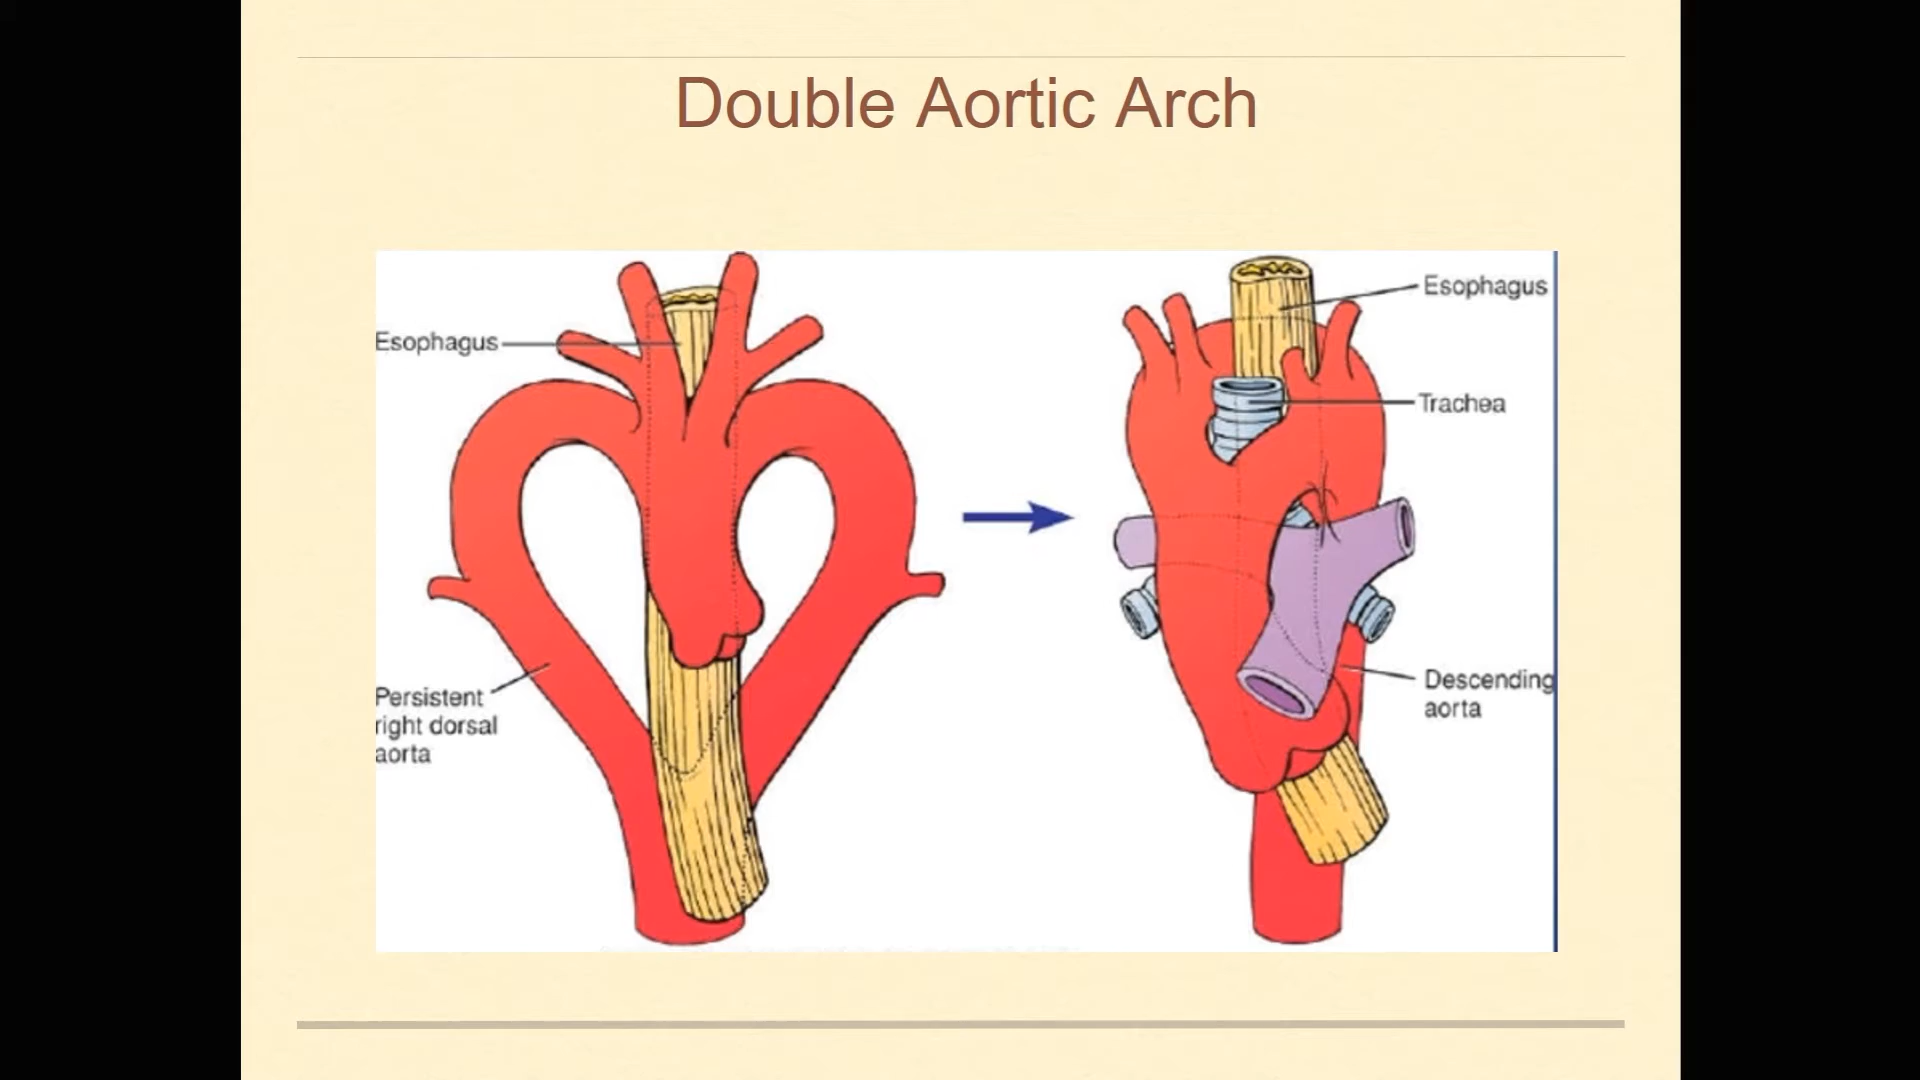 Double Aortic Arch
Esophagus
Persistent
right dorsal
aorta
Esophagus
Trachea
Descending
aorta